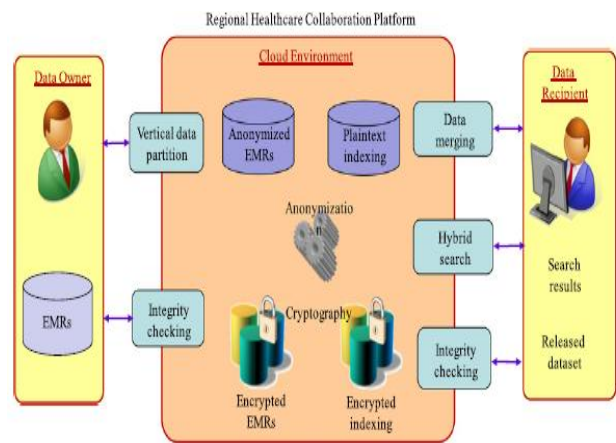 Regional Healthcare Collaboration Platform
Data Owner
EMRs
Vertical data
partition
Integrity
checking
Cloud Environment
Anonymized
EMRs
Plaintext
indexing
Anonymizatio
n
Cryptography
Encrypted
EMRs
Encrypted
indexing
Data
merging
Hybrid
search
Integrity
checking
Data
Recipient
Search
results
Released
dataset